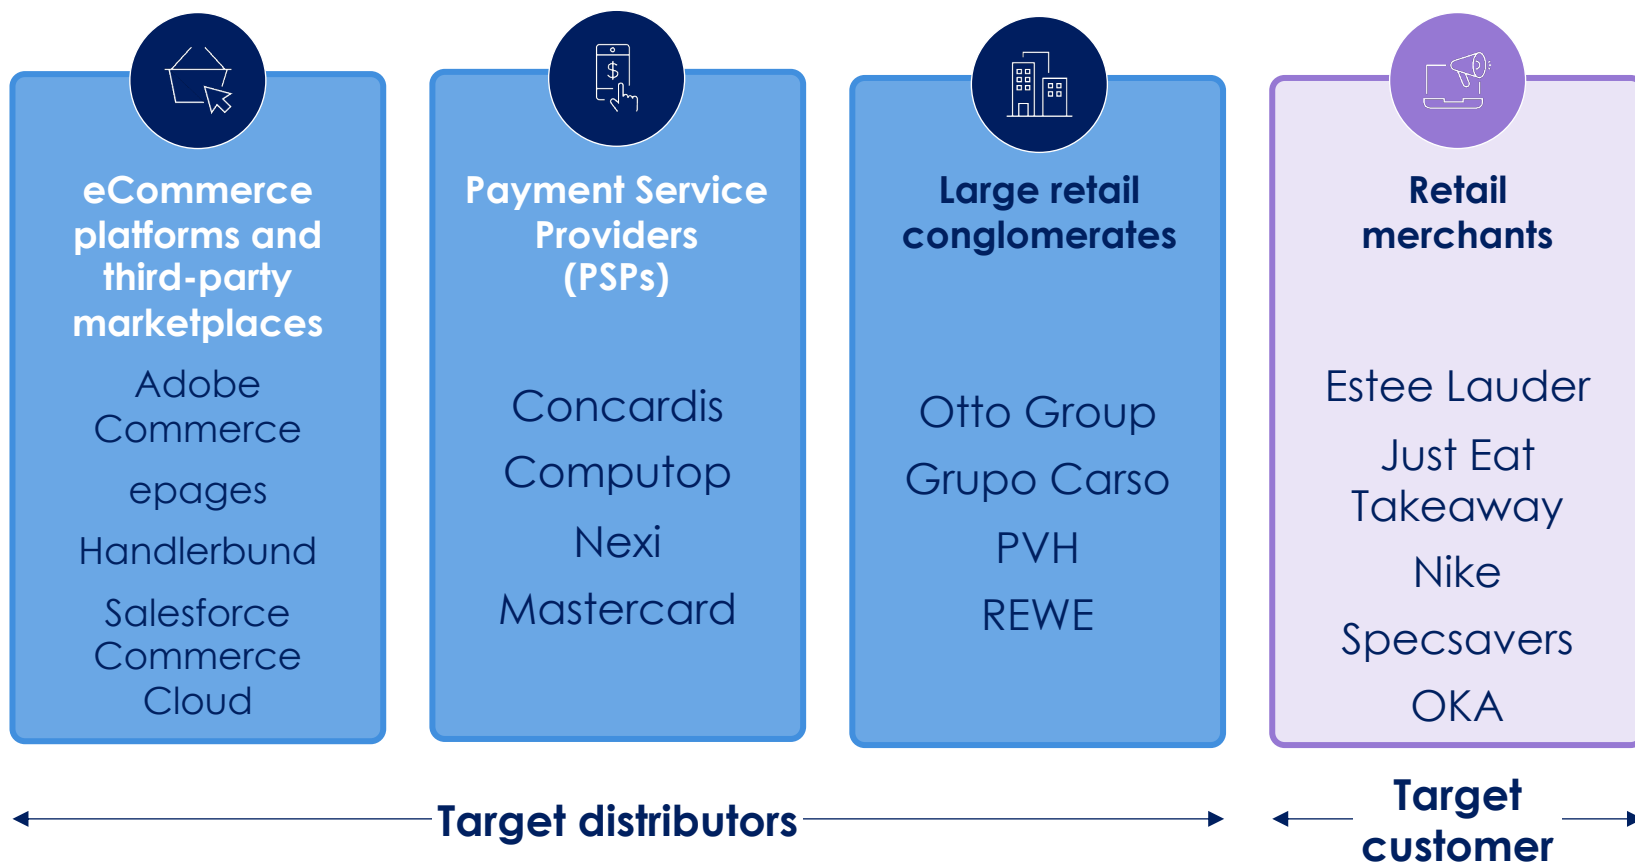 $
eCommerce
platforms and
third-party
marketplaces
Adobe
Commerce
epages
Handlerbund
Salesforce
Commerce
Cloud
Payment Service
Providers
(PSPs)
Concardis
Computop
Nexi
Mastercard
Large retail
conglomerates
Otto Group
Grupo Carso
PVH
REWE
Retail
merchants
Estee Lauder
Just Eat
Takeaway
Nike
Specsavers
OKA
Target distributors
Target
customer